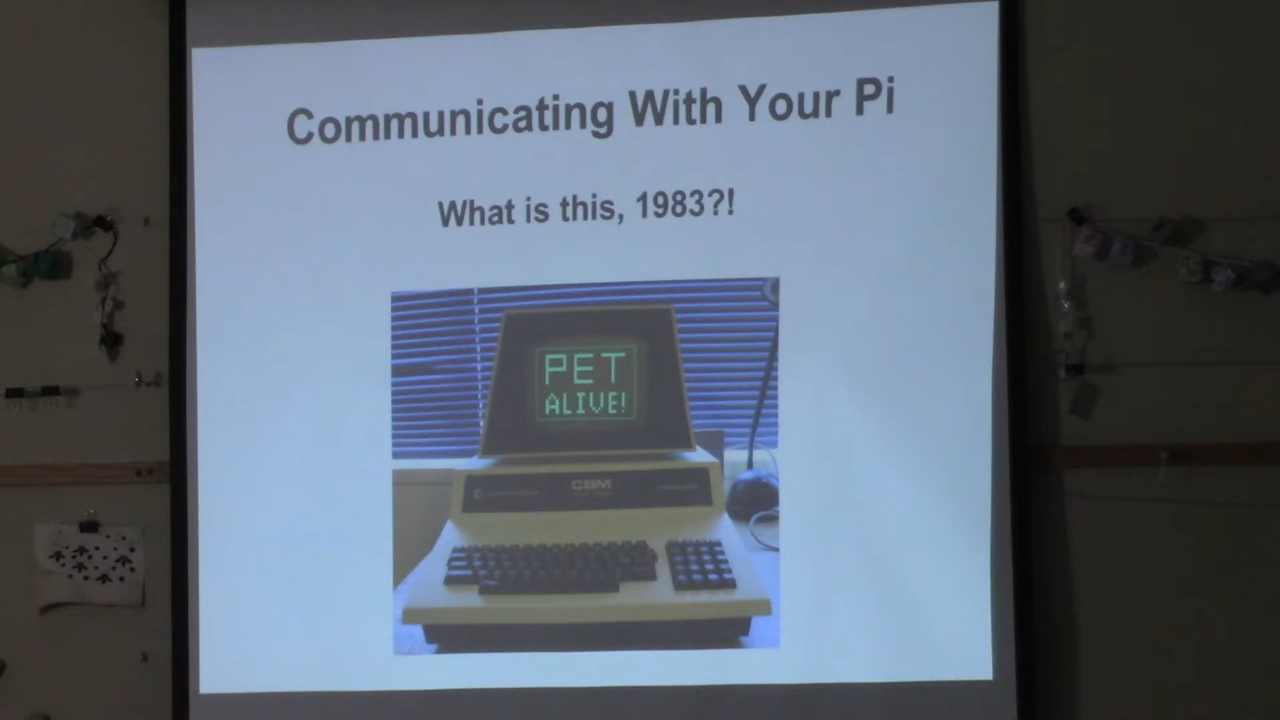 Communicating With Your Pi
What is this, 1983?!
PET
ALIVE!
CBM